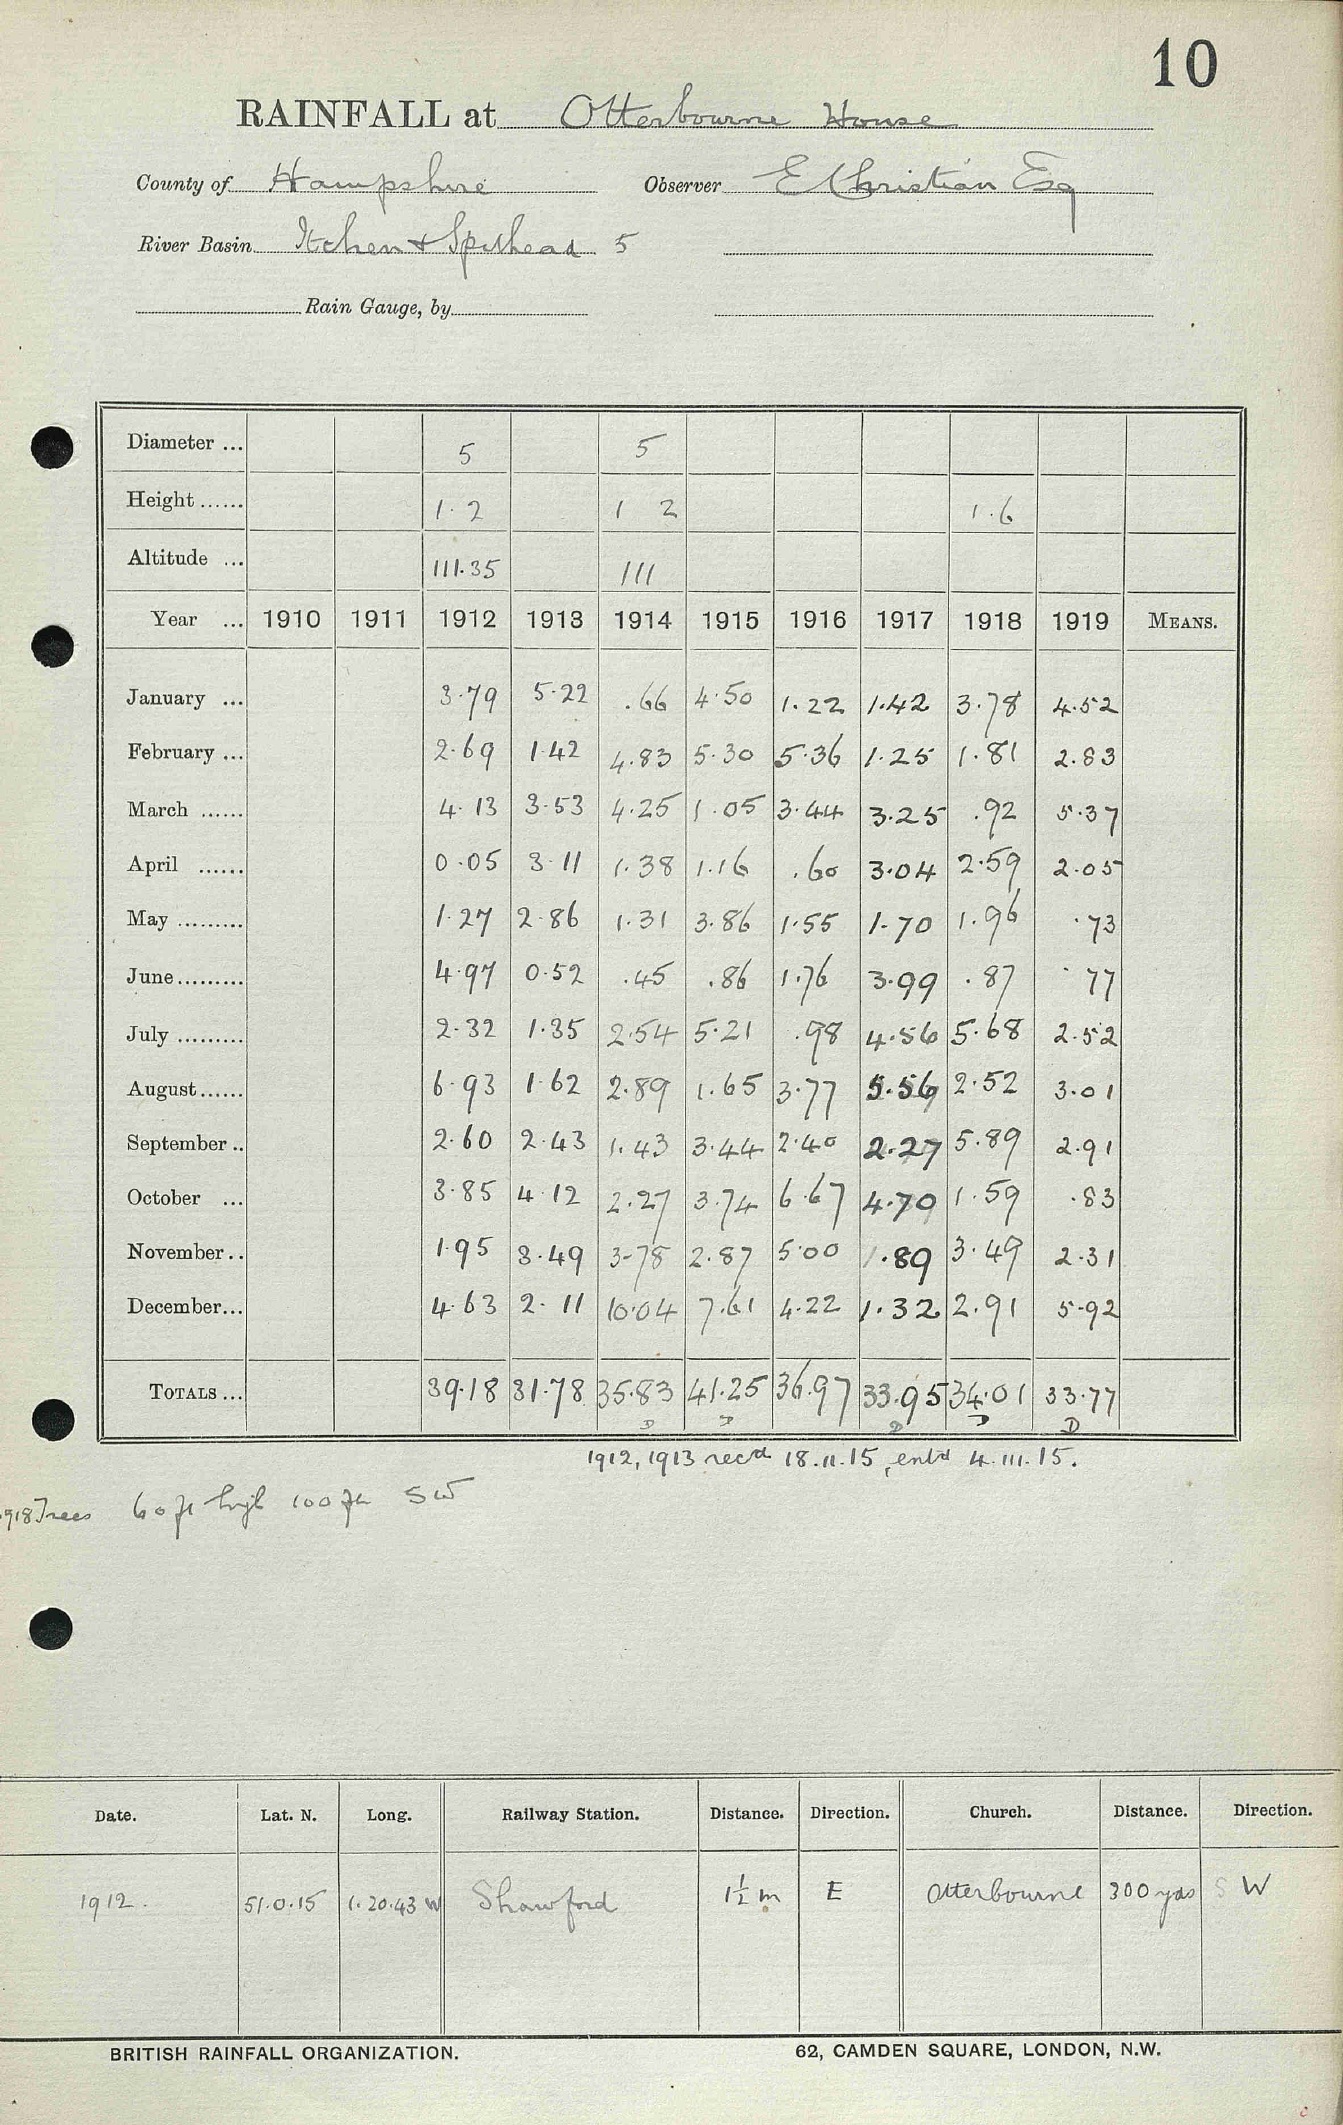 10
RAINFALL at Otterbourne House
County of Hampshire Observer E Christian Esq
River Basin Itchen + Spithead 5
Rain Gauge, by
Diameter ... 5 5
Height ...... 1.2 1 2 1.6
Altitude ... 111.35 111
Year ... 1910 1911 1912 1913 1914 1915 1916 1917 1918 1919 MEANS.
January ... 3.79 5.22 .66 4.50 1.22 1.42 3.78 4.52
February ... 2.69 1.42 4.83 5.30 5.36 1.25 1.81 2.83
March ...... 4.13 3.53 4.25 1.05 3.44 3.25 .92 5.37
April ...... 0.05 3.11 1.38 1.16 .60 3.04 2.59 2.05
May ......... 1.27 2.86 1.31 3.86 1.55 1.70 1.96 .73
June ......... 4.97 0.52 .45 .86 1.76 3.99 .87 .77
July ......... 2.32 1.35 2.54 5.21 .98 4.56 5.68 2.52
August ...... 6.93 1.62 2.89 1.65 3.77 5.56 2.52 3.01
September .. 2.60 2.43 1.43 3.44 2.40 2.27 5.89 2.91
October ... 3.85 4.12 2.27 3.74 6.67 4.70 1.59 .83
November .. 1.95 3.49 3.78 2.87 5.00 1.89 3.49 2.31
December ... 4.63 2.11 10.04 7.61 4.22 1.32 2.91 5.92
TOTALS ... 39.18 31.78 35.83 41.25 36.97 33.95 34.01 33.77
D D D D D
1912, 1913 recd 18.11.15, entd 4.111.15.
1918 Trees 60 ft high 100 ft SW
Date. Lat. N. Long. Railway Station. Distance. Direction. Church. Distance. Direction.
1912. 51.0.15 1.20.43 W Shawford 1½ m E Otterbourne 300 yds S W
BRITISH RAINFALL ORGANIZATION. 62, CAMDEN SQUARE, LONDON, N.W.